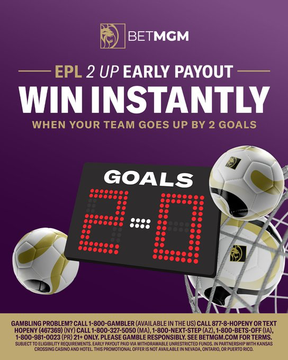 BETMGM
EPL 2 UP EARLY PAYOUT
WIN INSTANTLY
WHEN YOUR TEAM GOES UP BY 2 GOALS
GOALS
2-0
GAMBLING PROBLEM? CALL 1-800-GAMBLER (AVAILABLE IN THE US) CALL 877-8-HOPENY OR TEXT
HOPENY (467369) (NY) CALL 1-800-327-5050 (MA), 1-800-NEXT-STEP (AZ), 1-800-BETS-OFF (IA),
1-800-981-0023 (PR) 21+ ONLY. PLEASE GAMBLE RESPONSIBLY. SEE BETMGM.COM FOR TERMS.
SUBJECT TO ELIGIBILITY REQUIREMENTS. EARLY PAYOUT PAID VIA WITHDRAWABLE UNRESTRICTED FUNDS. IN PARTNERSHIP WITH KANSAS
CROSSING CASINO AND HOTEL. THIS PROMOTIONAL OFFER IS NOT AVAILABLE IN NEVADA, ONTARIO, OR PUERTO RICO.